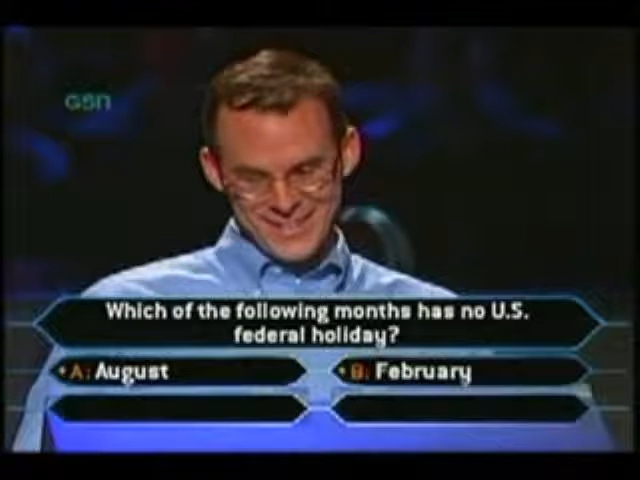 GSN
Which of the following months has no U.S.
federal holiday?
A: August
B: February